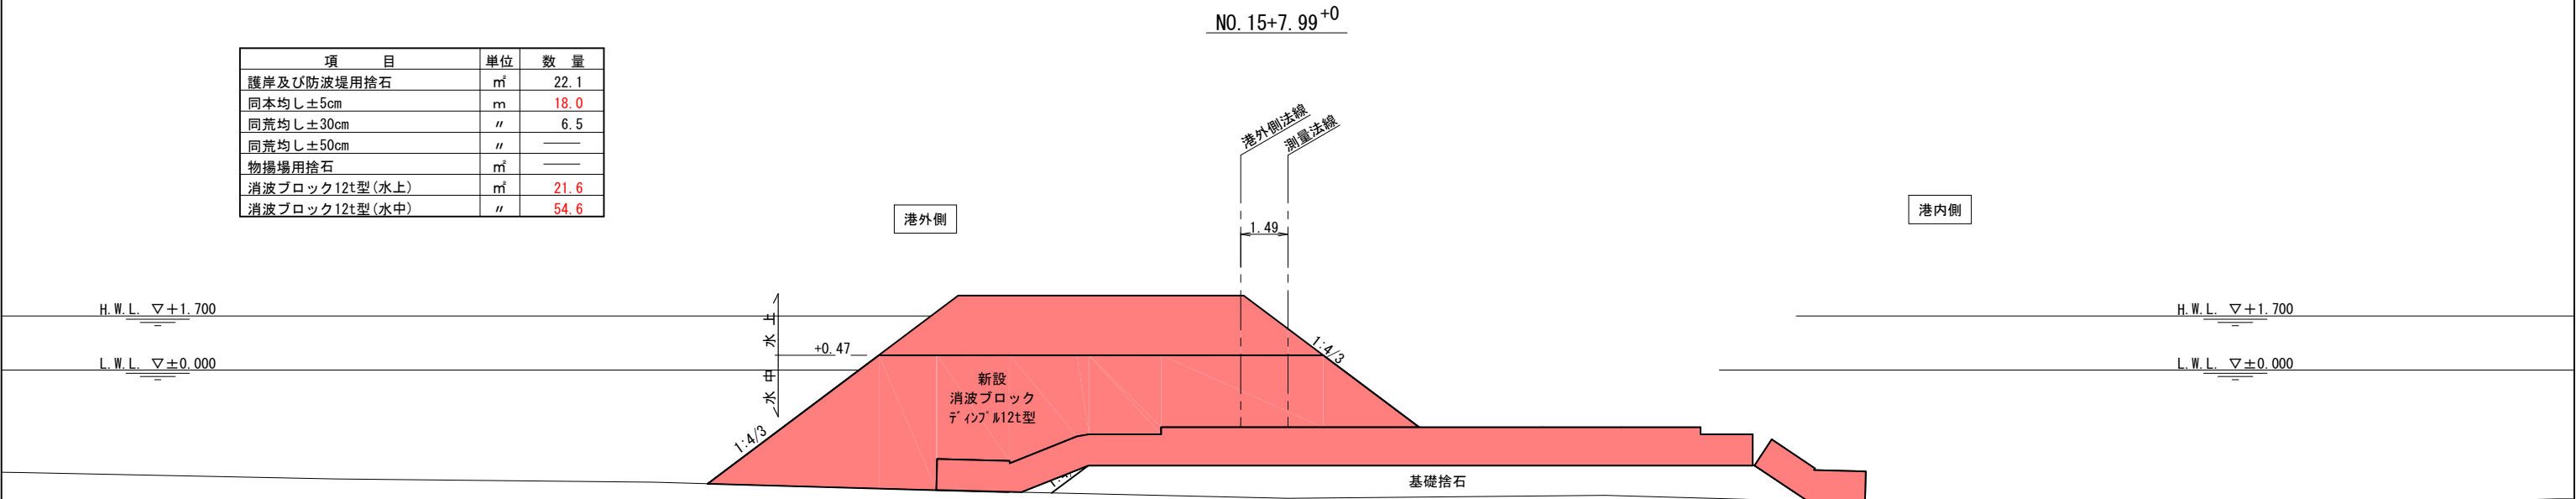 NO.15+7.99+0
項 目 単位 数 量
護岸及び防波堤用捨石 ㎥ 22.1
同本均し±5cm m 18.0
同荒均し±30cm 〃 6.5
同荒均し±50cm 〃 ――
物揚場用捨石 ㎥ ――
消波ブロック12t型(水上) ㎥ 21.6
消波ブロック12t型(水中) 〃 54.6
港外側法線
測量法線
港外側
港内側
1.49
H.W.L. ▽+1.700
H.W.L. ▽+1.700
水上
+0.47
1:4/3
L.W.L. ▽±0.000
L.W.L. ▽±0.000
水中
新設
消波ブロック
ディンプル12t型
1:4/3
基礎捨石